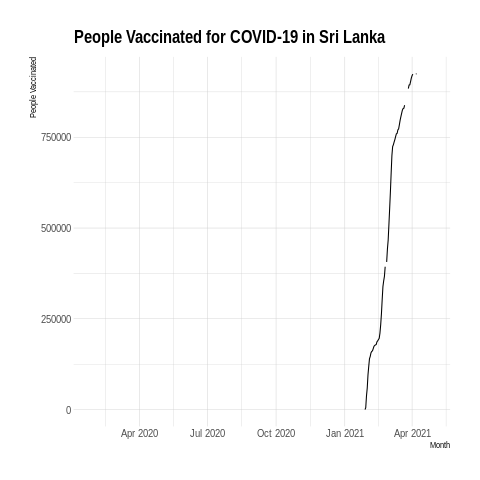 People Vaccinated for COVID-19 in Sri Lanka
People Vaccinated
750000
500000
250000
0
Apr 2020 Jul 2020 Oct 2020 Jan 2021 Apr 2021
Month